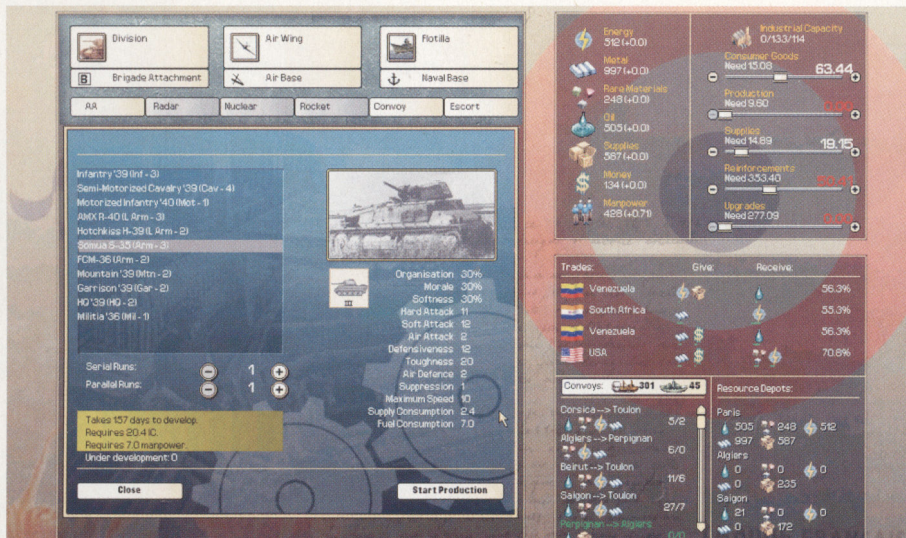 Division
Air Wing
Flotilla
Brigade Attachment
Air Base
Naval Base
AA
Radar
Nuclear
Rocket
Convoy
Escort
Infantry '39 (Inf - 3)
Semi-Motorized Cavalry '39 (Cav - 4)
Motorized Infantry '40 (Mot - 1)
AMX R-40 (L Arm - 3)
Hotchkiss H-39 (L Arm - 2)
Somua S-35 (Arm - 3)
FCM-36 (Arm - 2)
Mountain '39 (Mtn - 2)
Garrison '39 (Gar - 2)
HQ '39 (HQ - 2)
Militia '36 (Mil - 1)
Serial Runs: 1
Parallel Runs: 1
Takes 157 days to develop.
Requires 20.4 IC.
Requires 7.0 manpower.
Under development: 0
III
Organisation 30%
Morale 30%
Softness 30%
Hard Attack 11
Soft Attack 12
Air Attack 2
Defensiveness 12
Toughness 20
Air Defence 2
Suppression 1
Maximum Speed 10
Supply Consumption 2.4
Fuel Consumption 7.0
Close
Start Production
Energy
512 (+0.0)
Metal
997 (+0.0)
Rare Materials
248 (+0.0)
Oil
505 (+0.0)
Supplies
587 (+0.0)
Money
134 (+0.0)
Manpower
428 (+0.71)
Industrial Capacity
0/133/114
Consumer Goods
Need 15.08 63.44
Production
Need 9.60
Supplies
Need 14.89 19.15
Reinforcements
Need 353.40
Upgrades
Need 277.09
Trades: Give: Receive:
Venezuela 56.3%
South Africa 55.3%
Venezuela 56.3%
USA 70.8%
Convoys: 301 45
Corsica --> Toulon
5/2
Algiers --> Perpignan
6/0
Beirut --> Toulon
11/6
Saigon --> Toulon
27/7
Perpignan --> Algiers
0/0
Resource Depots:
Paris
505 248 512
997 587
Algiers
0 0 0
0 235
Saigon
21 0 0
0 172